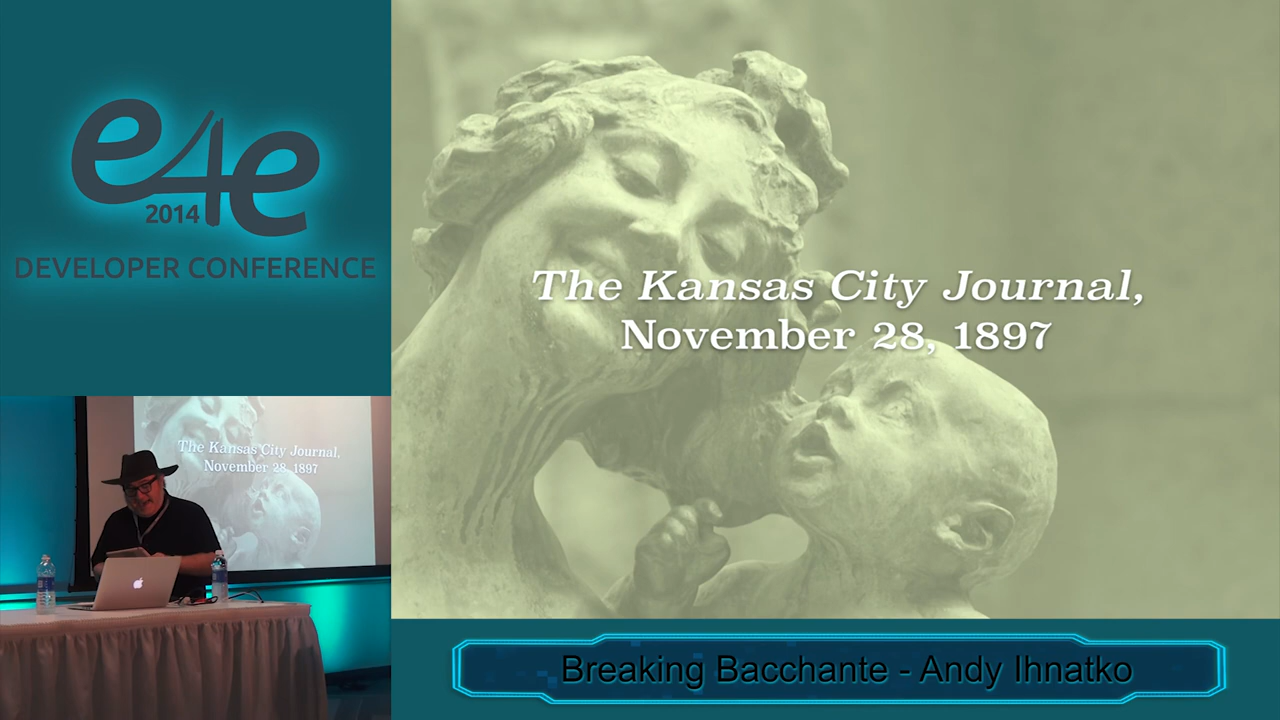 e4e
2014
DEVELOPER CONFERENCE
The Kansas City Journal,
November 28, 1897
The Kansas City Journal,
November 28, 1897
Breaking Bacchante - Andy Ihnatko